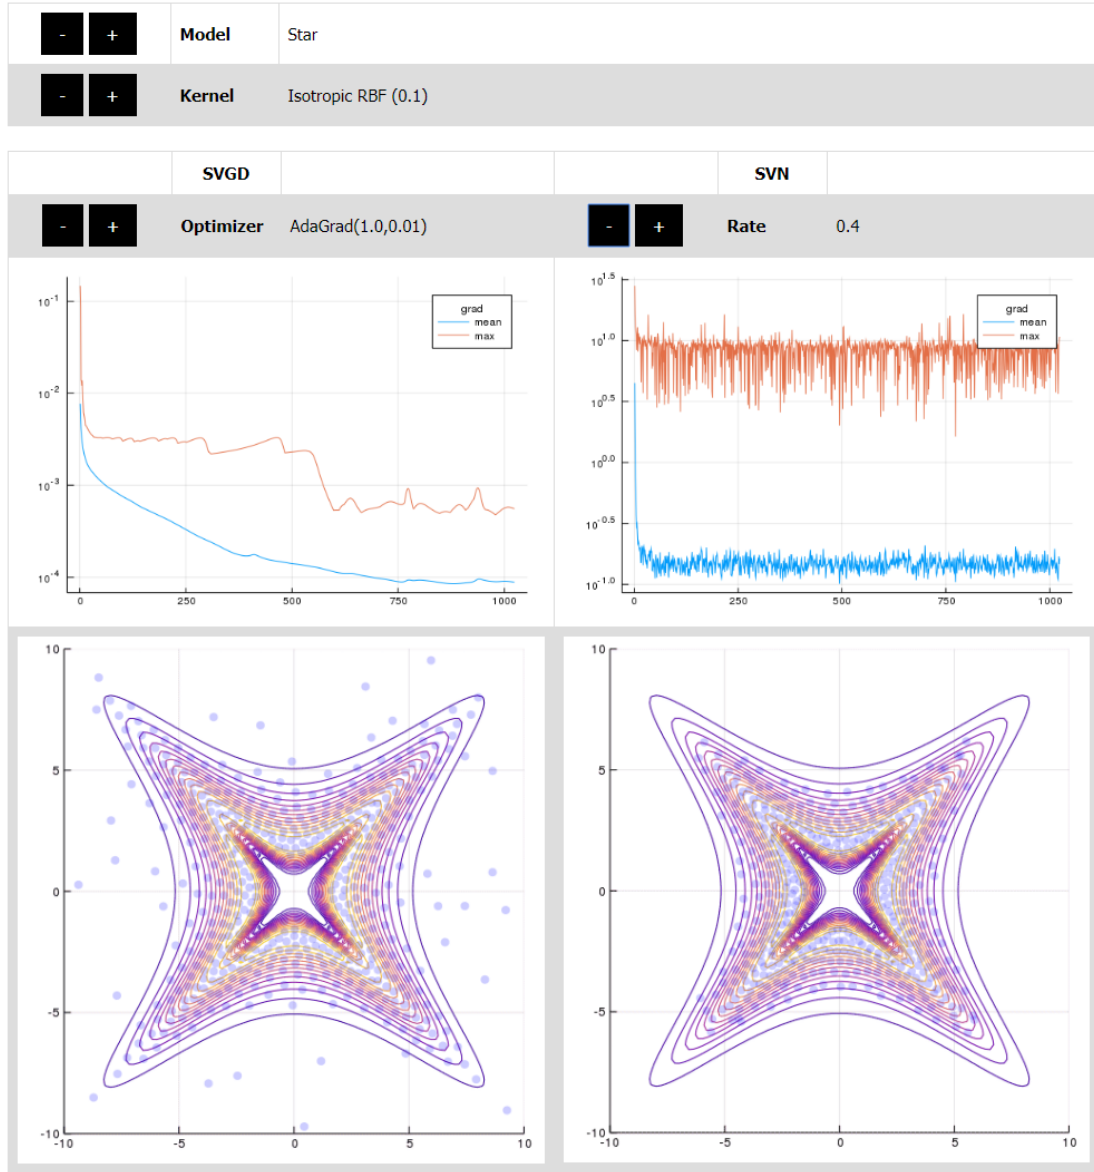 - + Model Star
- + Kernel Isotropic RBF (0.1)
SVGD SVN
- + Optimizer AdaGrad(1.0,0.01) - + Rate 0.4
10^-1
10^-2
10^-3
10^-4
0 250 500 750 1000
grad
mean
max
10^1.5
10^1.0
10^0.5
10^0.0
10^-0.5
10^-1.0
0 250 500 750 1000
grad
mean
max
10
5
0
-5
-10
-10 -5 0 5 10
10
5
0
-5
-10
-10 -5 0 5 10